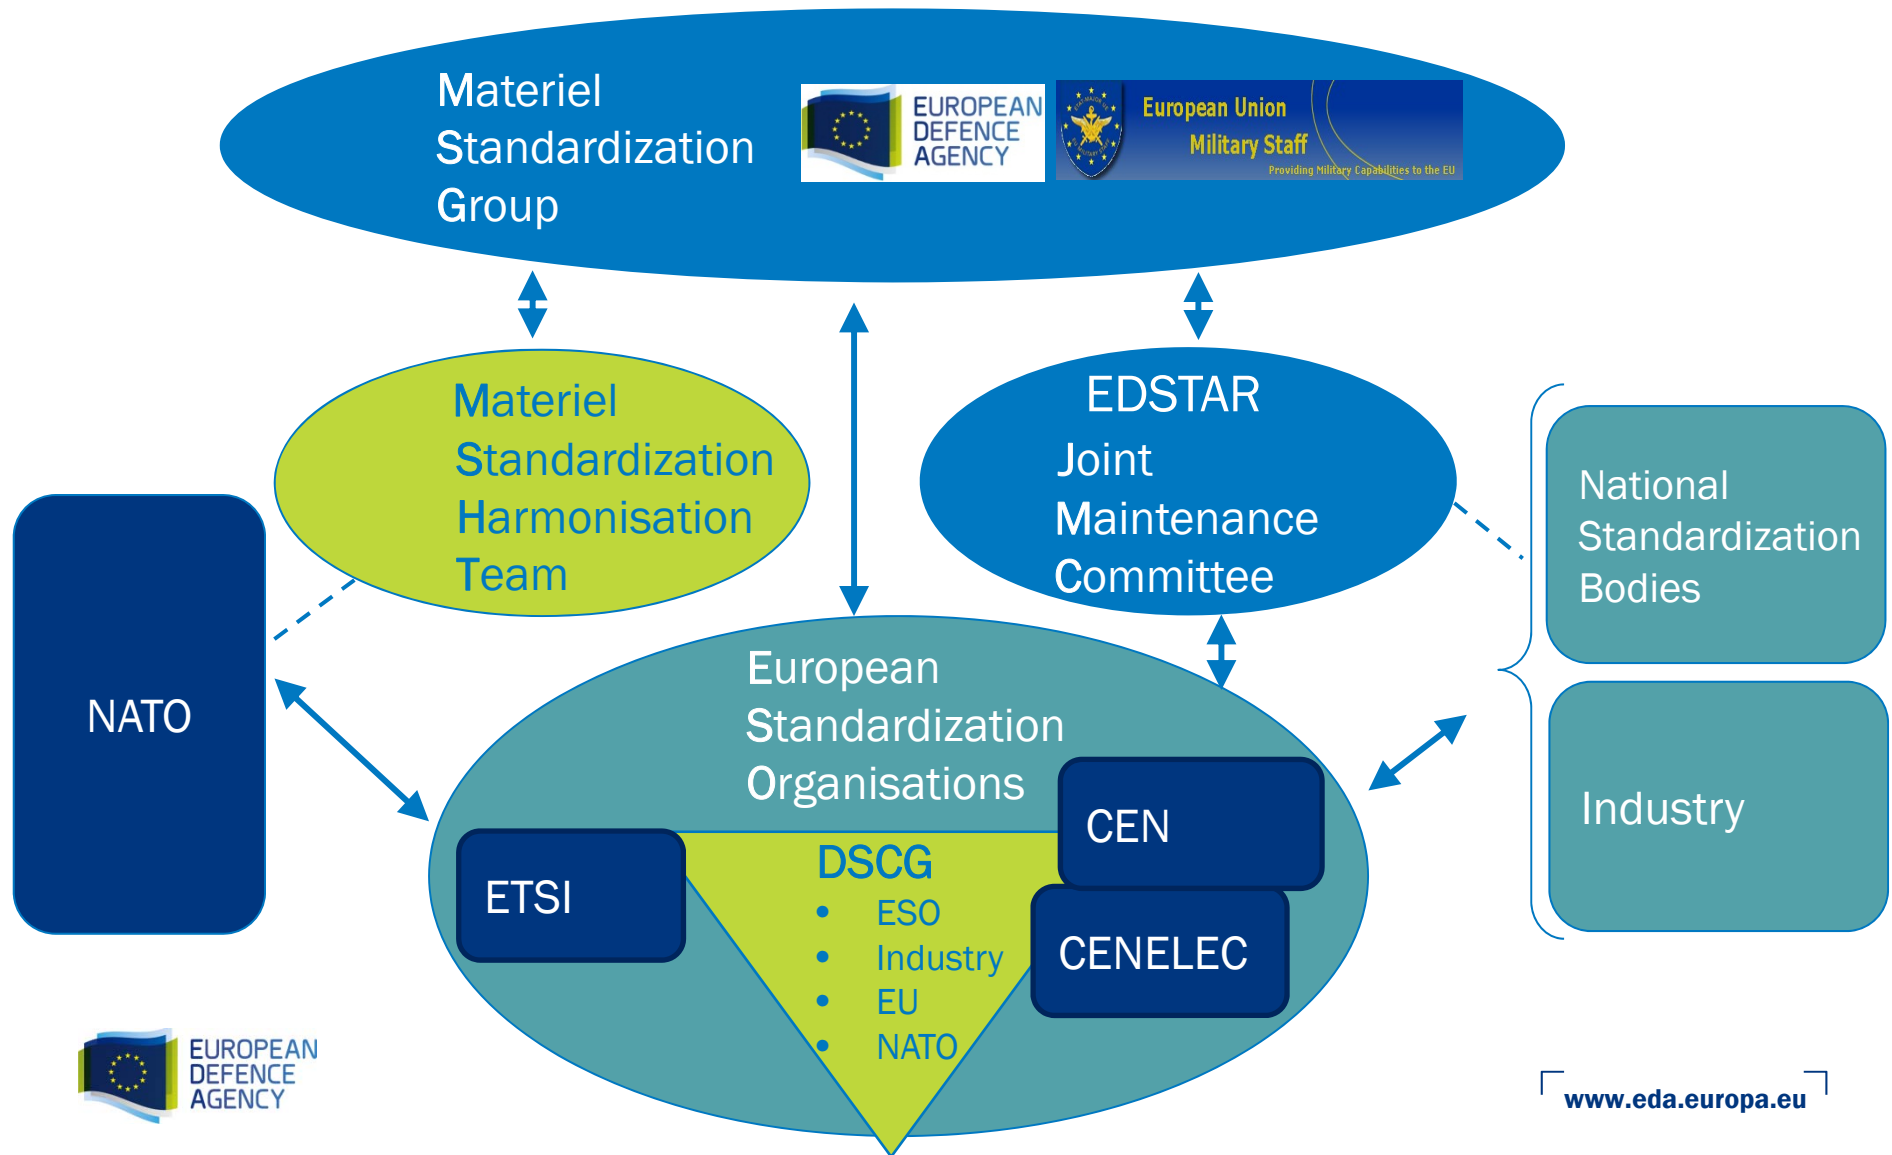 Materiel
Standardization
Group
EUROPEAN
DEFENCE
AGENCY
European Union
Military Staff
Providing Military Capabilities to the EU
Materiel
Standardization
Harmonisation
Team
EDSTAR
Joint
Maintenance
Committee
National
Standardization
Bodies
NATO
European
Standardization
Organisations
Industry
CEN
ETSI
CENELEC
DSCG
• ESO
• Industry
• EU
• NATO
EUROPEAN
DEFENCE
AGENCY
www.eda.europa.eu